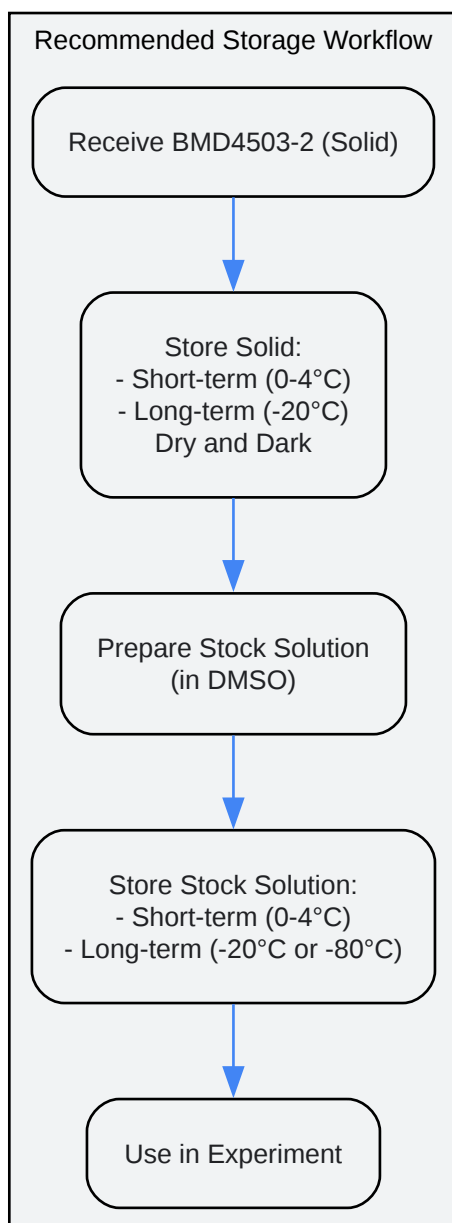 Recommended Storage Workflow
Receive BMD4503-2 (Solid)
Store Solid:
- Short-term (0-4°C)
- Long-term (-20°C)
Dry and Dark
Prepare Stock Solution
(in DMSO)
Store Stock Solution:
- Short-term (0-4°C)
- Long-term (-20°C or -80°C)
Use in Experiment